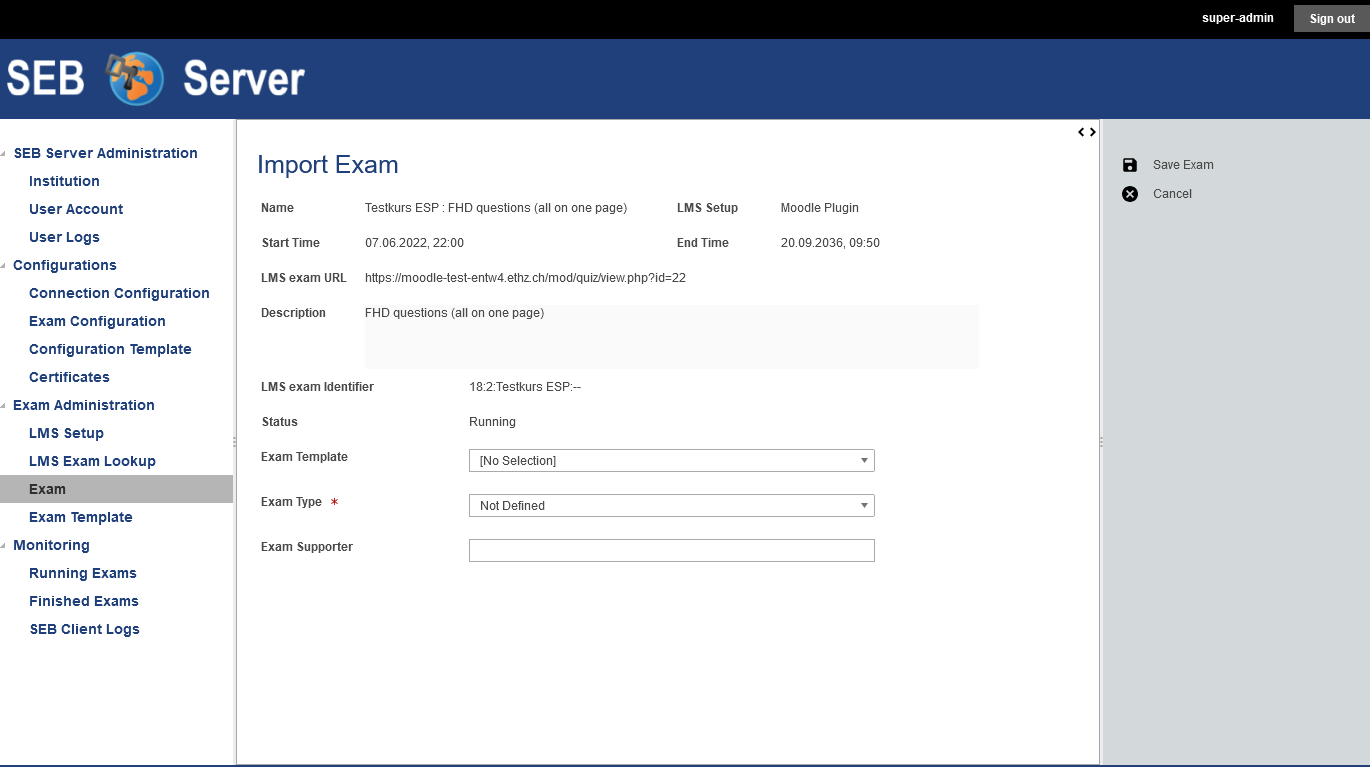 super-admin Sign out
SEB Server
SEB Server Administration
Institution
User Account
User Logs
Configurations
Connection Configuration
Exam Configuration
Configuration Template
Certificates
Exam Administration
LMS Setup
LMS Exam Lookup
Exam
Exam Template
Monitoring
Running Exams
Finished Exams
SEB Client Logs
Import Exam
Name Testkurs ESP : FHD questions (all on one page) LMS Setup Moodle Plugin
Start Time 07.06.2022, 22:00 End Time 20.09.2036, 09:50
LMS exam URL https://moodle-test-entw4.ethz.ch/mod/quiz/view.php?id=22
Description FHD questions (all on one page)
LMS exam Identifier 18:2:Testkurs ESP:--
Status Running
Exam Template [No Selection]
Exam Type * Not Defined
Exam Supporter
Save Exam
Cancel